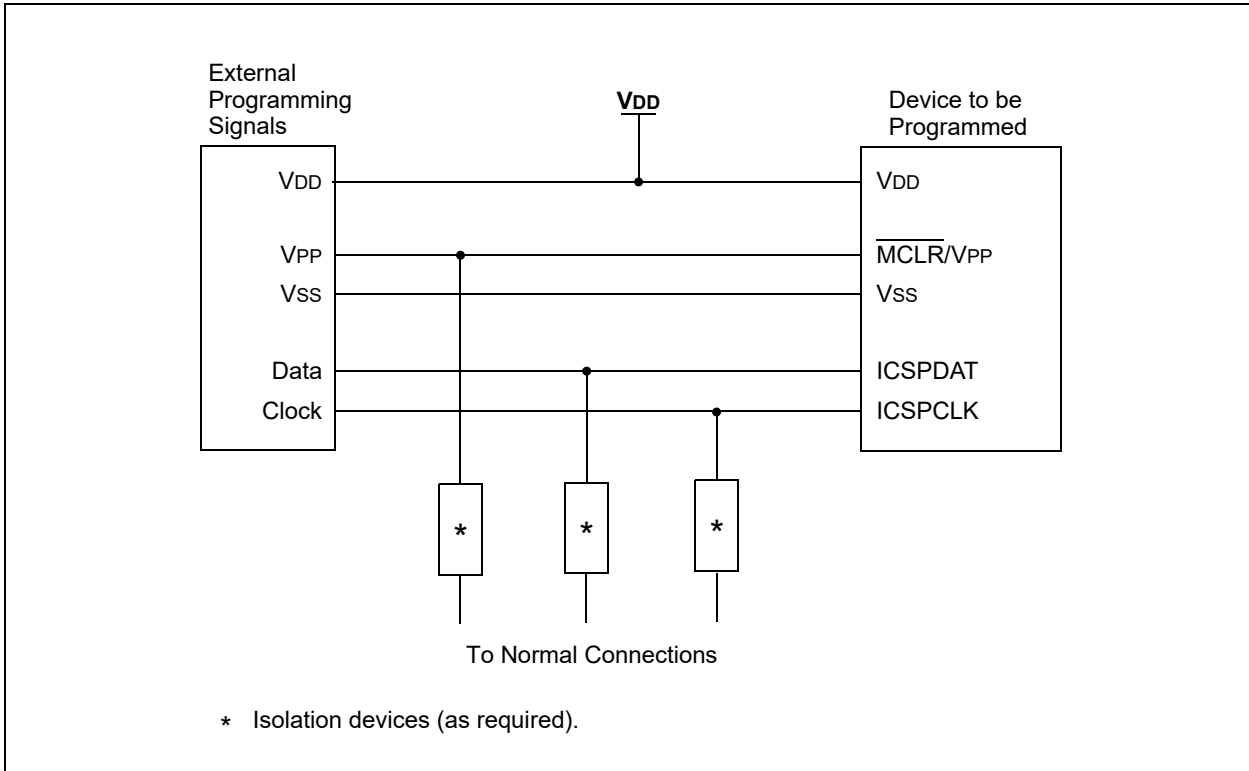 External
Programming
Signals
VDD
Device to be
Programmed
VDD
VDD
VPP
MCLR/VPP
VSS
VSS
Data
ICSPDAT
Clock
ICSPCLK
* * *
To Normal Connections
* Isolation devices (as required).